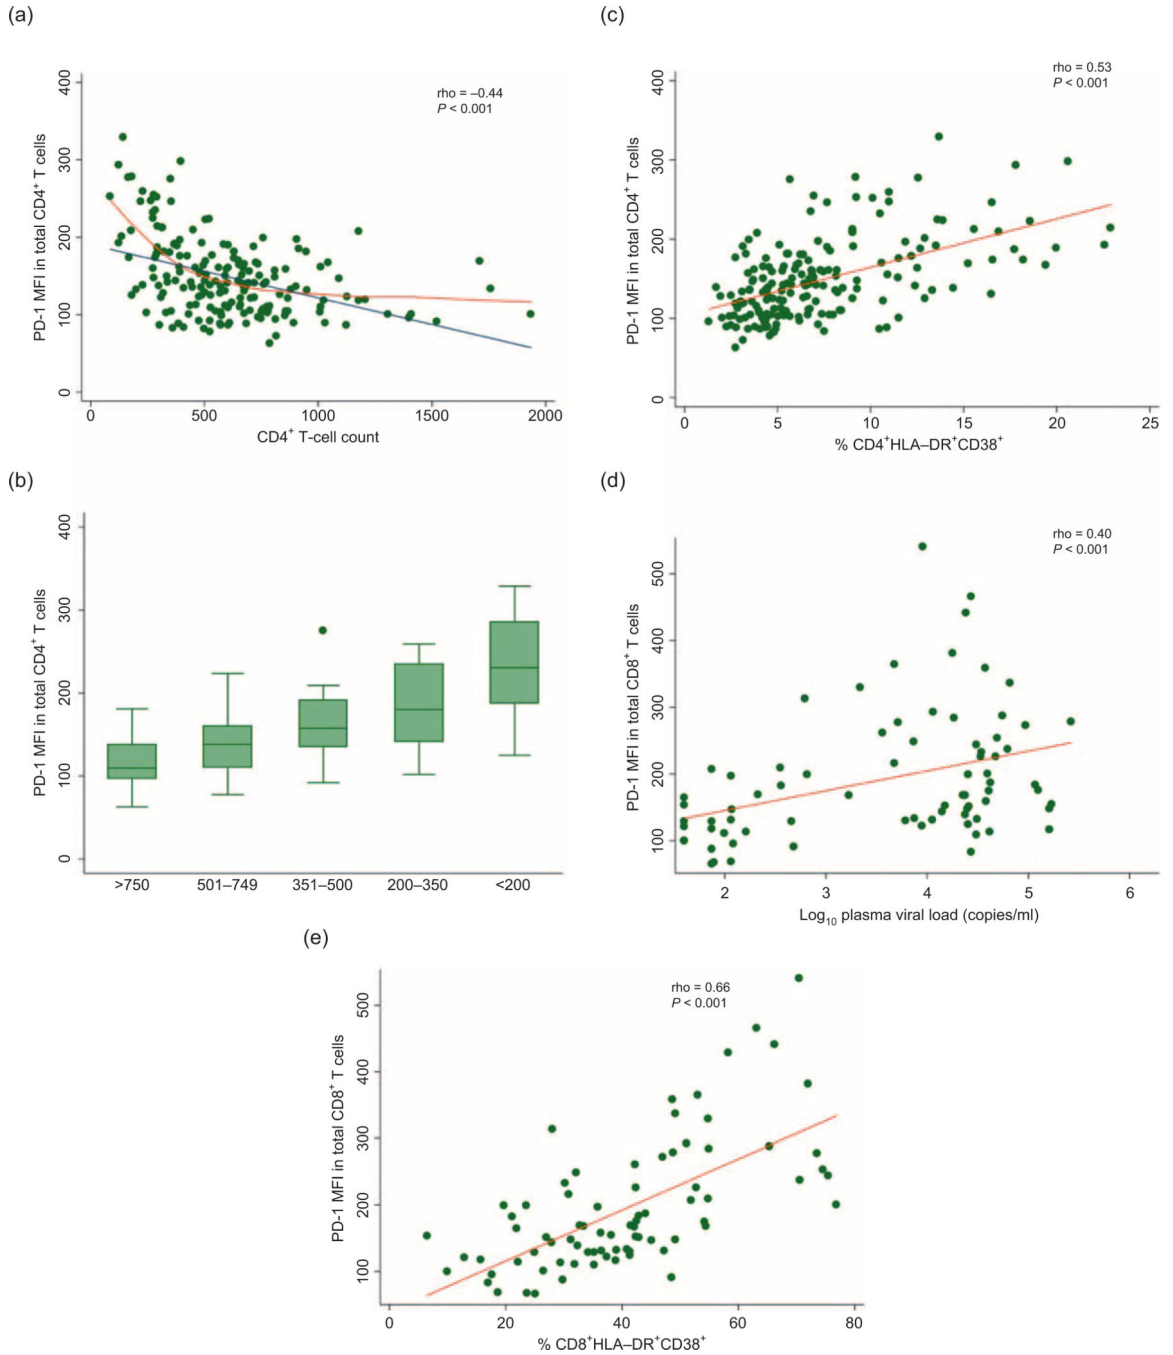 (a)
rho = –0.44
P < 0.001
400
300
200
100
0
PD-1 MFI in total CD4⁺ T cells
0 500 1000 1500 2000
CD4⁺ T-cell count
(c)
rho = 0.53
P < 0.001
400
300
200
100
0
PD-1 MFI in total CD4⁺ T cells
0 5 10 15 20 25
% CD4⁺HLA–DR⁺CD38⁺
(b)
400
300
200
100
0
PD-1 MFI in total CD4⁺ T cells
>750 501–749 351–500 200–350 <200
(d)
rho = 0.40
P < 0.001
500
400
300
200
100
PD-1 MFI in total CD8⁺ T cells
2 3 4 5 6
Log₁₀ plasma viral load (copies/ml)
(e)
rho = 0.66
P < 0.001
500
400
300
200
100
PD-1 MFI in total CD8⁺ T cells
0 20 40 60 80
% CD8⁺HLA–DR⁺CD38⁺